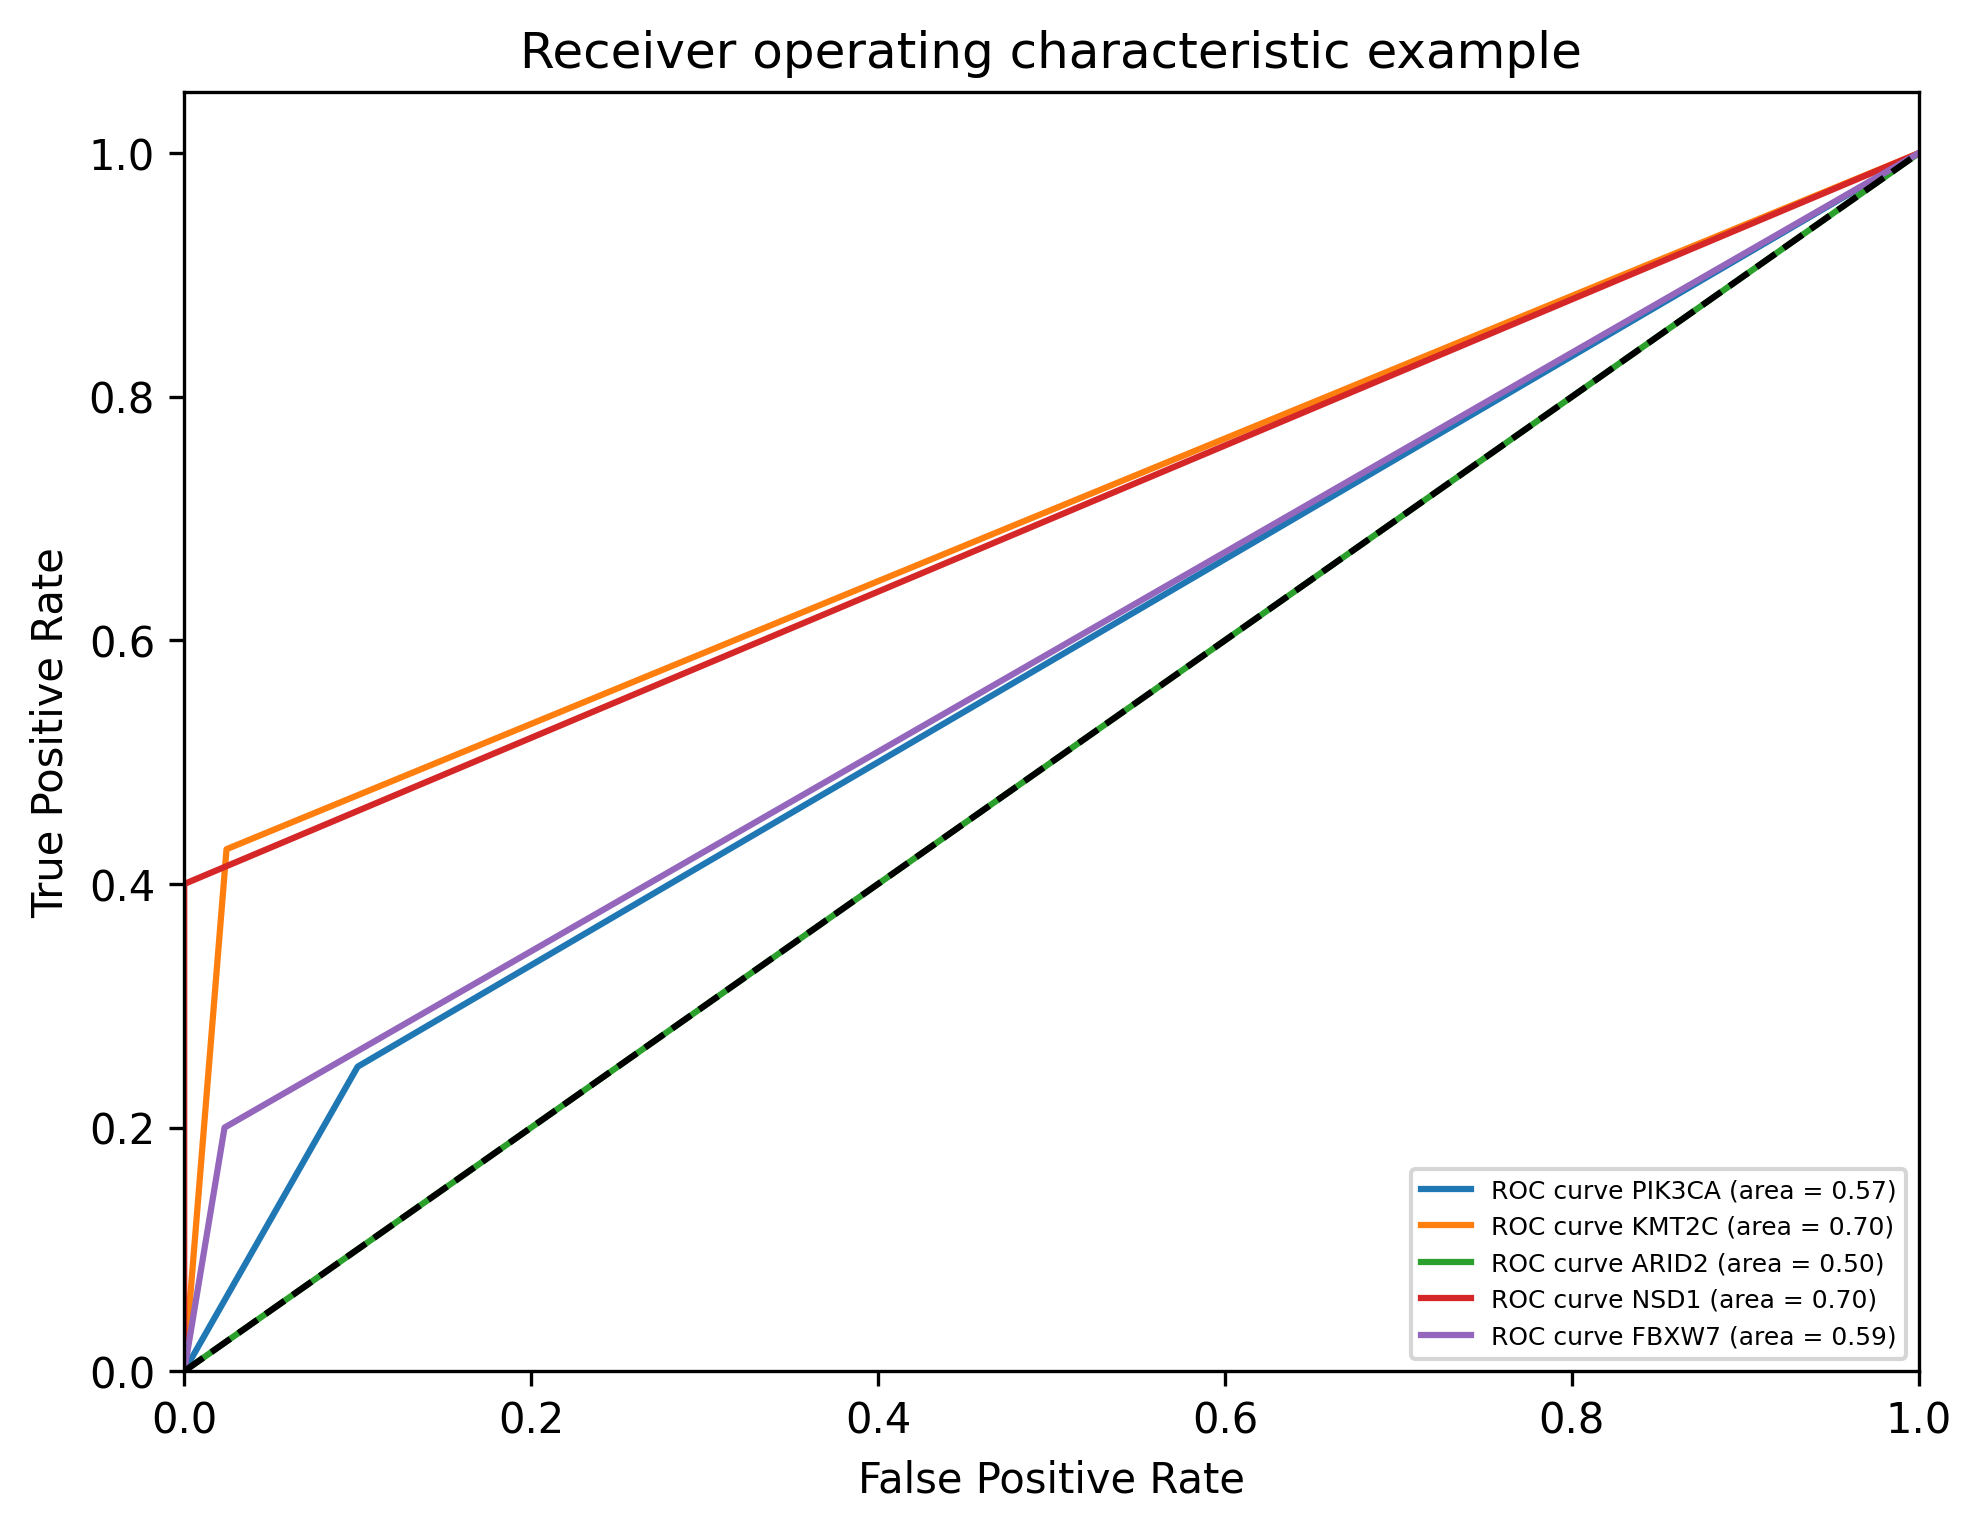 Receiver operating characteristic example
1.0
0.8
0.6
0.4
0.2
0.0
True Positive Rate
ROC curve PIK3CA (area = 0.57)
ROC curve KMT2C (area = 0.70)
ROC curve ARID2 (area = 0.50)
ROC curve NSD1 (area = 0.70)
ROC curve FBXW7 (area = 0.59)
0.0 0.2 0.4 0.6 0.8 1.0
False Positive Rate